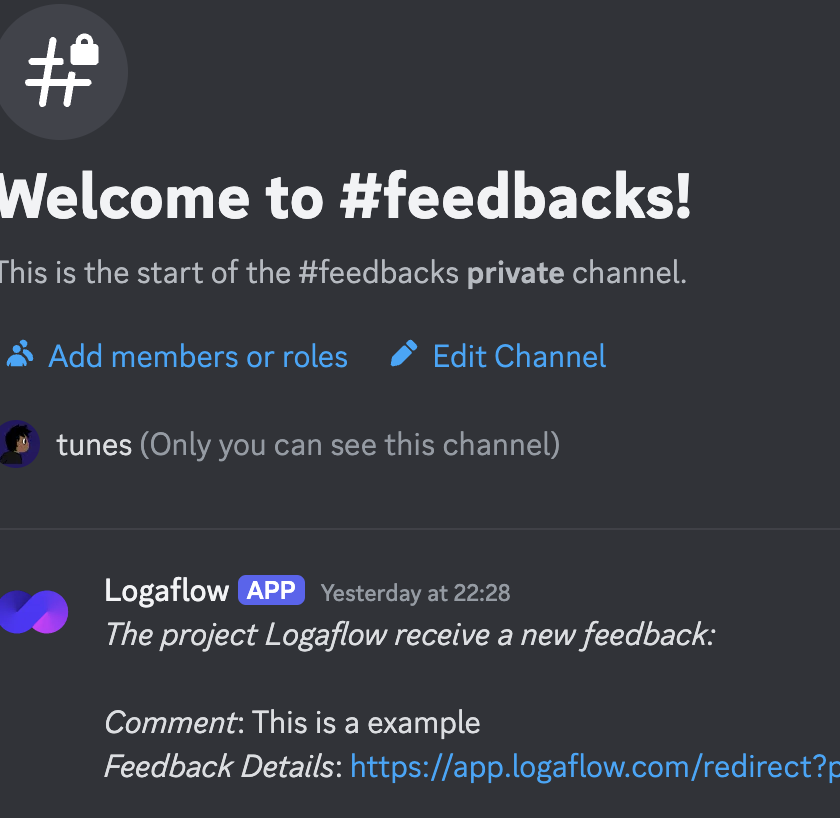 Welcome to #feedbacks!
This is the start of the #feedbacks private channel.
Add members or roles Edit Channel
tunes (Only you can see this channel)
Logaflow APP Yesterday at 22:28
The project Logaflow receive a new feedback:
Comment: This is a example
Feedback Details: https://app.logaflow.com/redirect?p